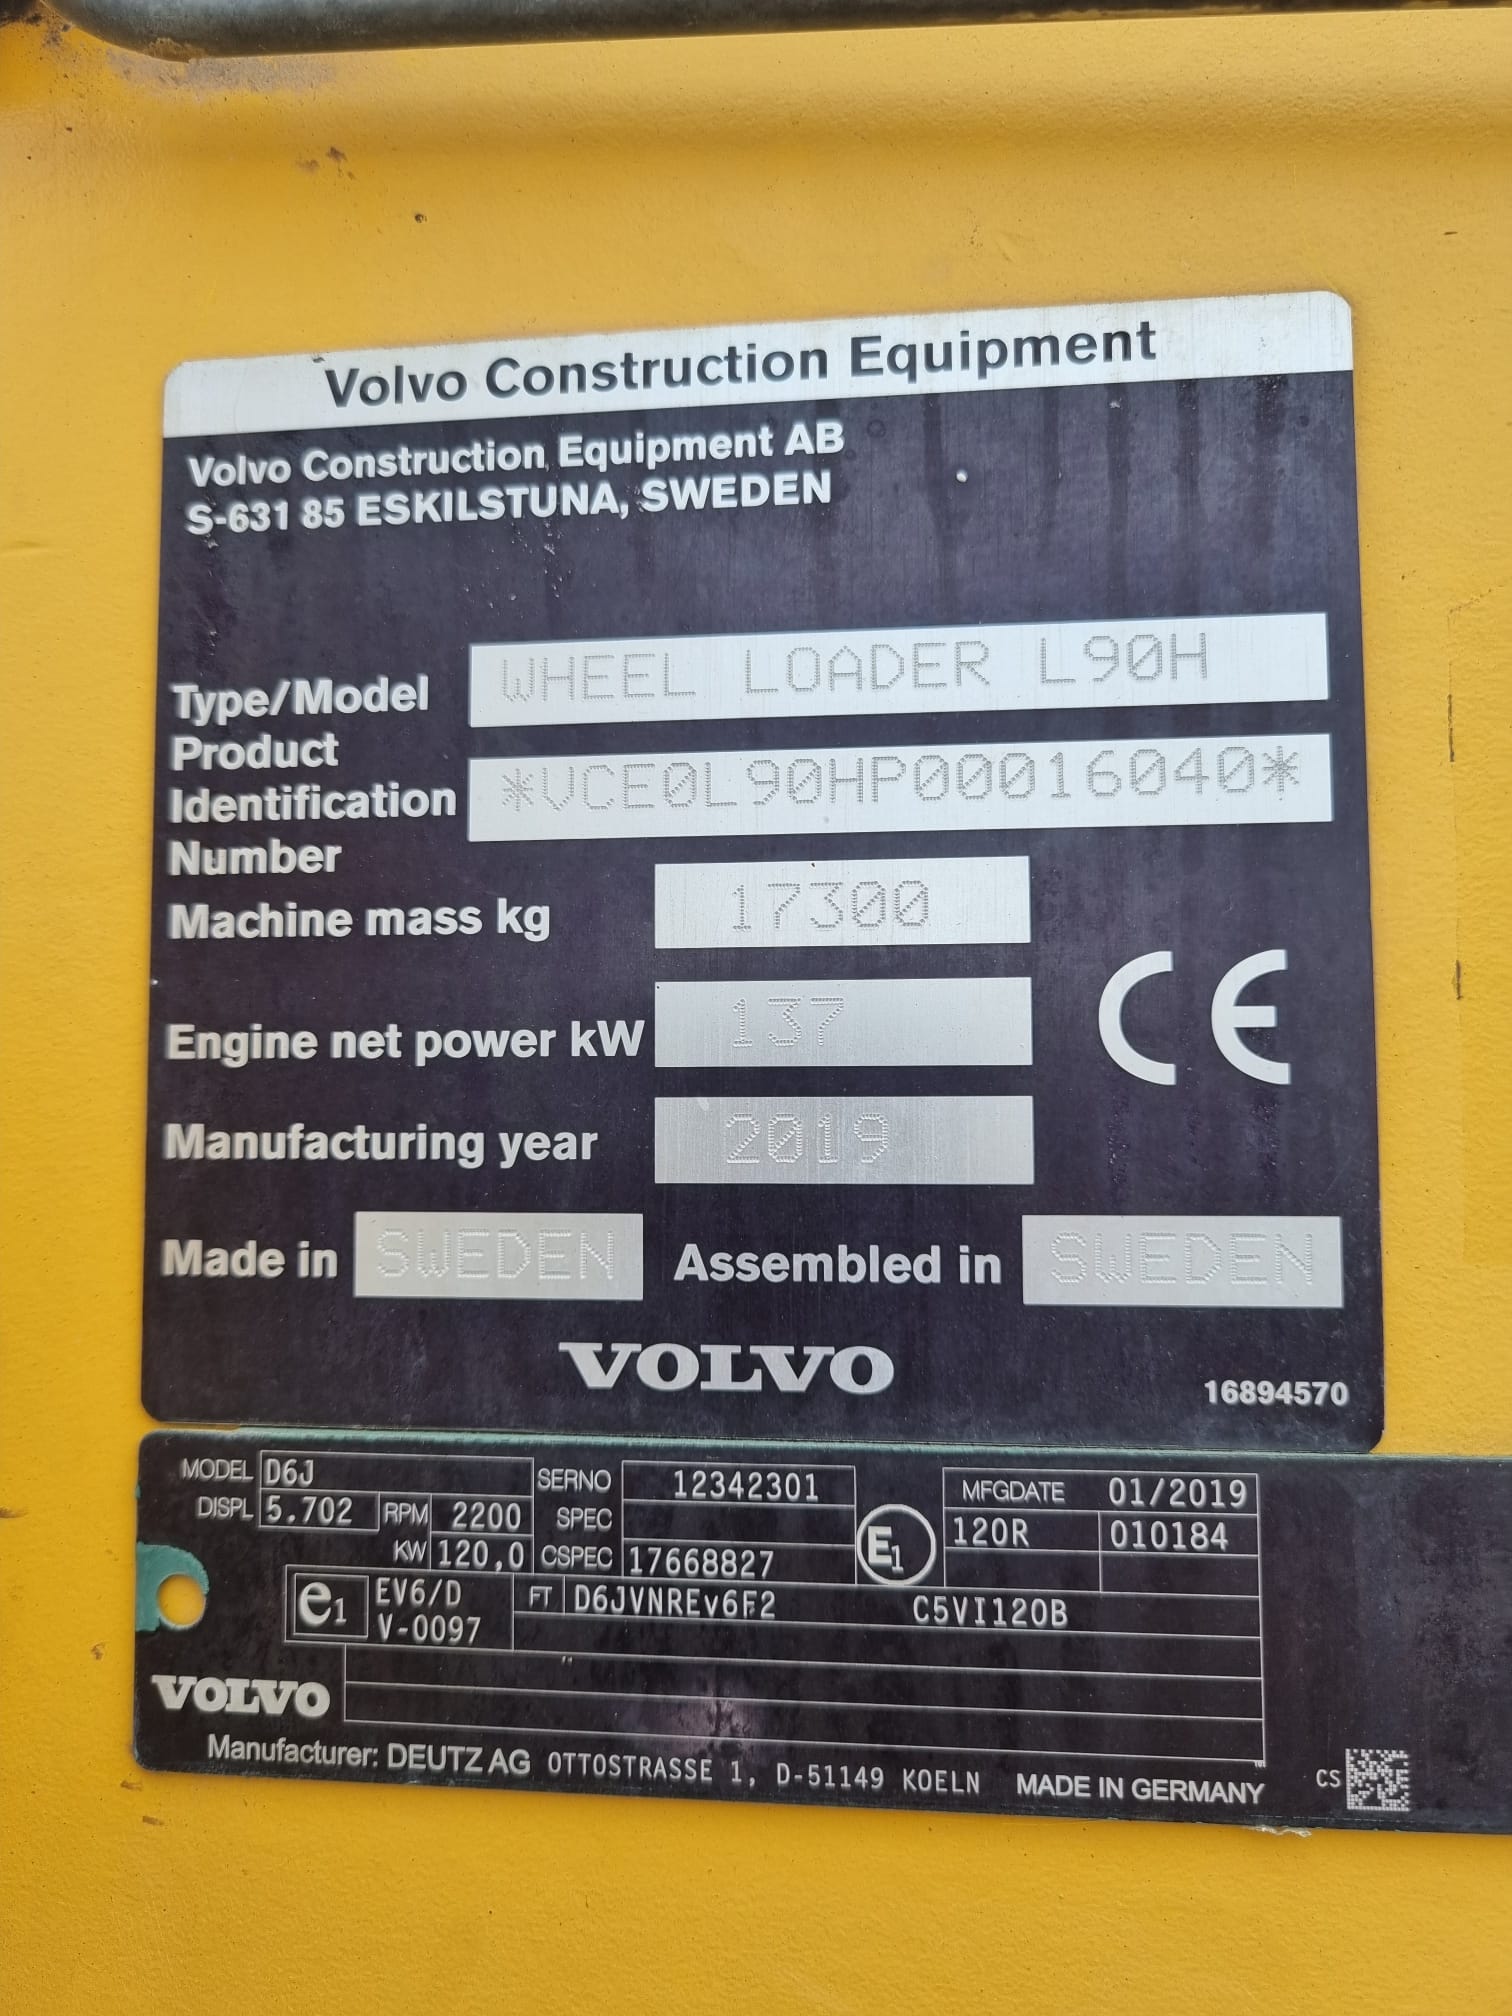 Volvo Construction Equipment
Volvo Construction Equipment AB
S-631 85 ESKILSTUNA, SWEDEN
Type/Model WHEEL LOADER L90H
Product
Identification *VCE0L90HP00016040*
Number
Machine mass kg 17300
Engine net power kW 137
CE
Manufacturing year 2019
Made in SWEDEN Assembled in SWEDEN
VOLVO
16894570
MODEL D6J SERNO 12342301 MFGDATE 01/2019
DISPL 5.702 RPM 2200 SPEC E1 120R 010184
KW 120,0 CSPEC 17668827
e1 EV6/D FT D6JVNREv6F2 C5VI120B
V-0097
VOLVO
Manufacturer: DEUTZ AG OTTOSTRASSE 1, D-51149 KOELN MADE IN GERMANY CS